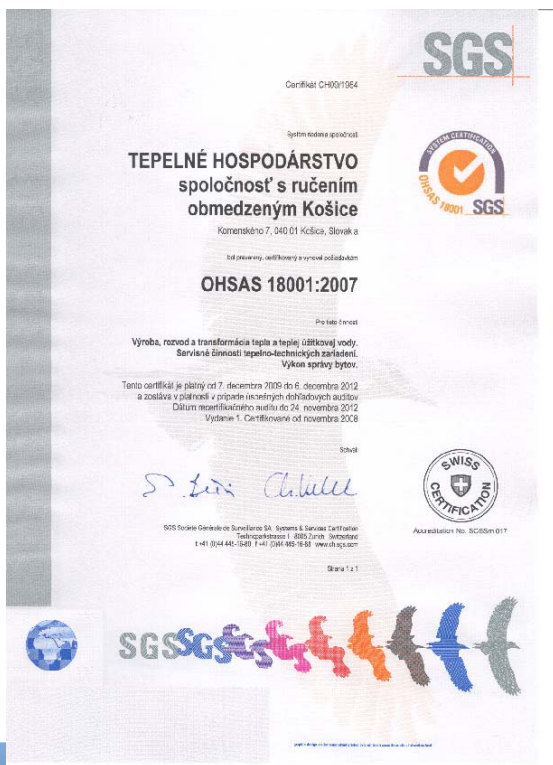 SGS
Certifikát CH09/1954
Systém riadenia spoločnosti
TEPELNÉ HOSPODÁRSTVO
spoločnosť s ručením
obmedzeným Košice
Komenského 7, 040 01 Košice, Slovak a
bol preverený, certifikovaný a vyhovel požiadavkám
OHSAS 18001:2007
Pre tieto činnosti
Výroba, rozvod a transformácia tepla a teplej úžitkovej vody.
Servisné činnosti tepelno-technických zariadení.
Výkon správy bytov.
Tento certifikát je platný od 7. decembra 2009 do 6. decembra 2012
a zostáva v platnosti v prípade úspešných dohľadových auditov
Dátum recertifikačného auditu do 24. novembra 2012
Vydanie 1. Certifikované od novembra 2008
Schválil
SGS Société Générale de Surveillance SA Systems & Services Certification
Technoparkstrasse 1 8005 Zurich Switzerland
t +41 (0)44 445-16-80 f +41 (0)44 445-16-88 www.ch.sgs.com
Strana 1 z 1
SYSTEM CERTIFICATION
OHSAS 18001
SGS
SWISS
CERTIFICATION
Accreditation No. SCESm 017
SGSSGS